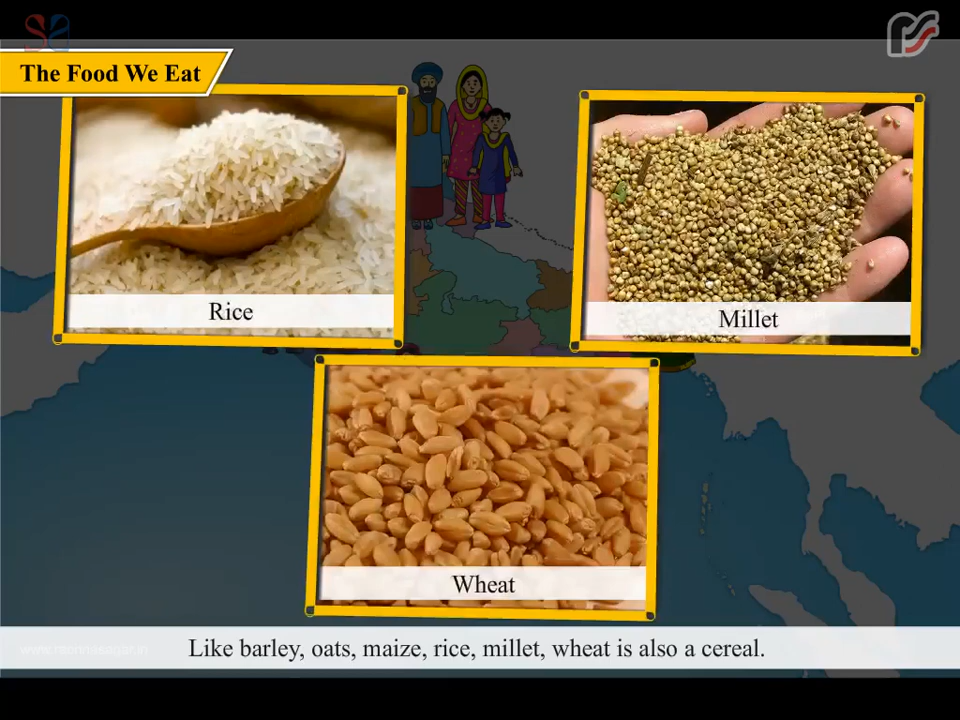 The Food We Eat
Rice
Millet
Wheat
Like barley, oats, maize, rice, millet, wheat is also a cereal.